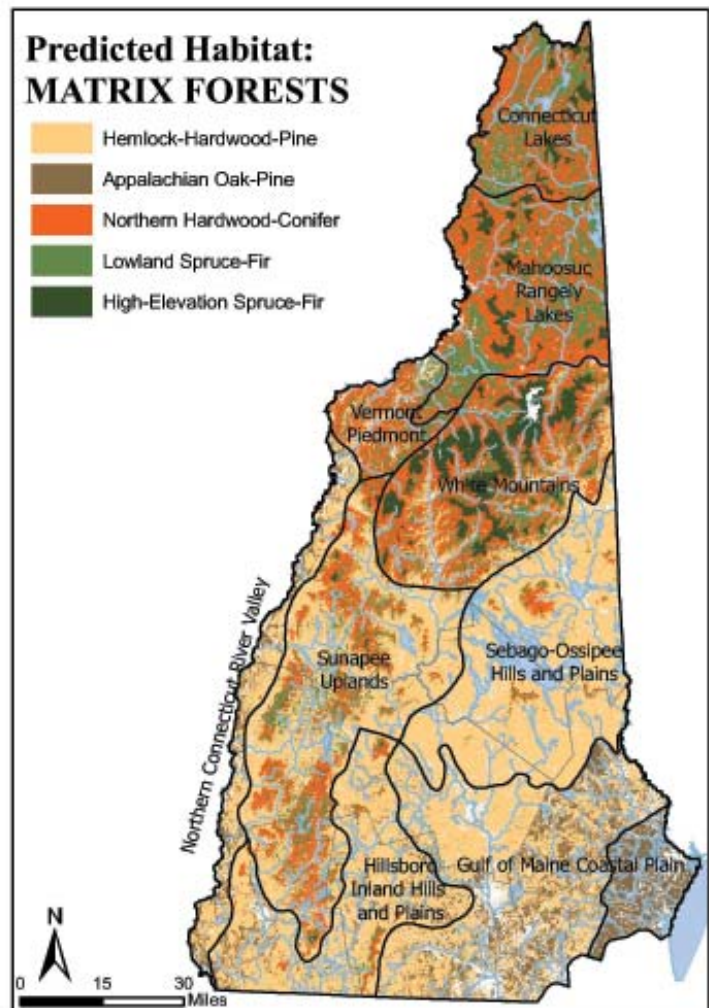 Predicted Habitat:
MATRIX FORESTS
Hemlock-Hardwood-Pine
Appalachian Oak-Pine
Northern Hardwood-Conifer
Lowland Spruce-Fir
High-Elevation Spruce-Fir
Connecticut
Lakes
Mahoosuc
Rangely
Lakes
Vermont
Piedmont
White Mountains
Northern Connecticut River Valley
Sunapee
Uplands
Sebago-Ossipee
Hills and Plains
Hillsboro
Inland Hills
and Plains
Gulf of Maine Coastal Plain
N
0 15 30
Miles